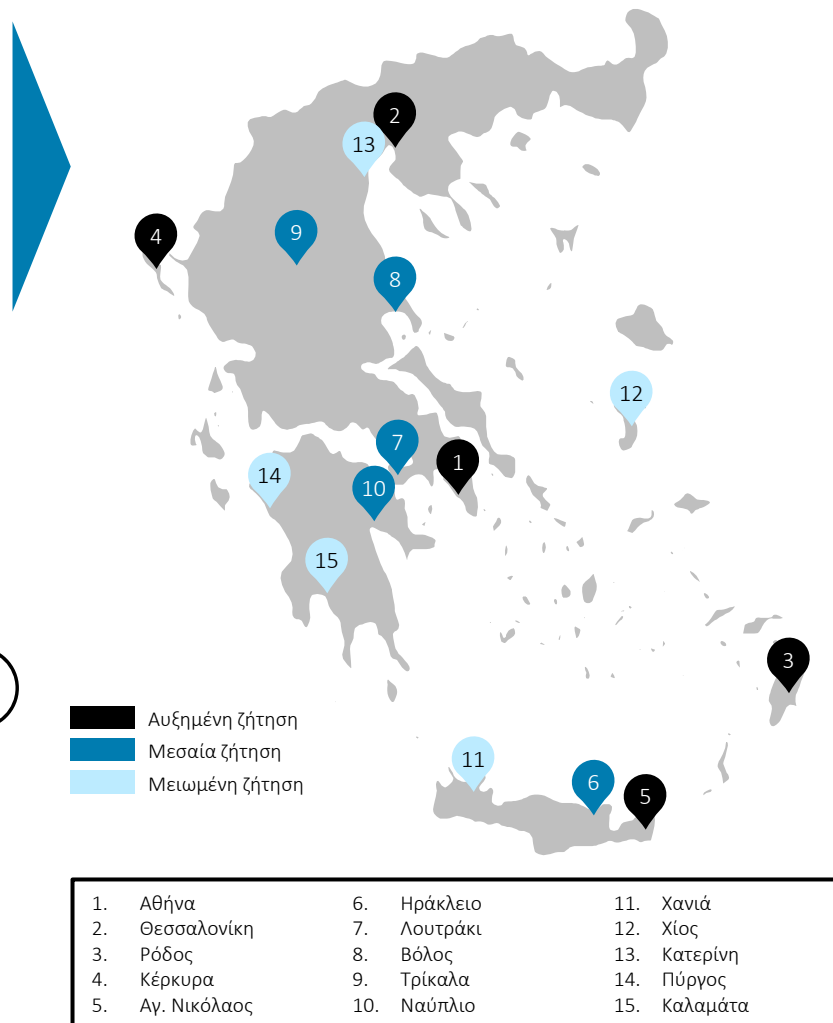 2
13
4
9
8
12
7
1
14
10
15
3
11
6
5
Αυξημένη ζήτηση
Μεσαία ζήτηση
Μειωμένη ζήτηση
1. Αθήνα
2. Θεσσαλονίκη
3. Ρόδος
4. Κέρκυρα
5. Αγ. Νικόλαος
6. Ηράκλειο
7. Λουτράκι
8. Βόλος
9. Τρίκαλα
10. Ναύπλιο
11. Χανιά
12. Χίος
13. Κατερίνη
14. Πύργος
15. Καλαμάτα